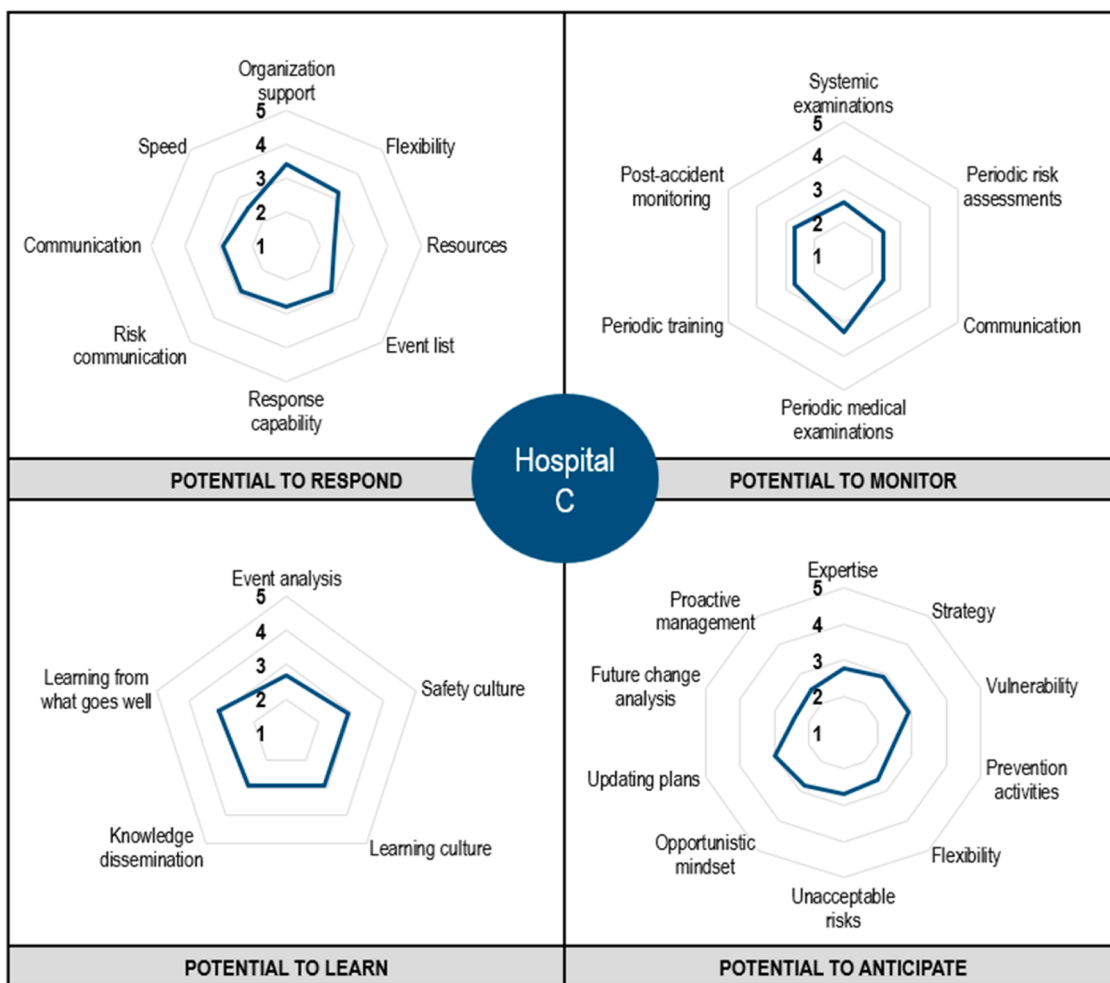 Organization
support
5
4
3
2
1
Flexibility
Resources
Event list
Response
capability
Risk
communication
Communication
Speed
POTENTIAL TO RESPOND
Systemic
examinations
5
4
3
2
1
Periodic risk
assessments
Communication
Periodic medical
examinations
Periodic training
Post-accident
monitoring
POTENTIAL TO MONITOR
Hospital
C
Event analysis
5
4
3
2
1
Safety culture
Learning culture
Knowledge
dissemination
Learning from
what goes well
POTENTIAL TO LEARN
Expertise
5
4
3
2
1
Strategy
Vulnerability
Prevention
activities
Flexibility
Unacceptable
risks
Opportunistic
mindset
Updating plans
Future change
analysis
Proactive
management
POTENTIAL TO ANTICIPATE